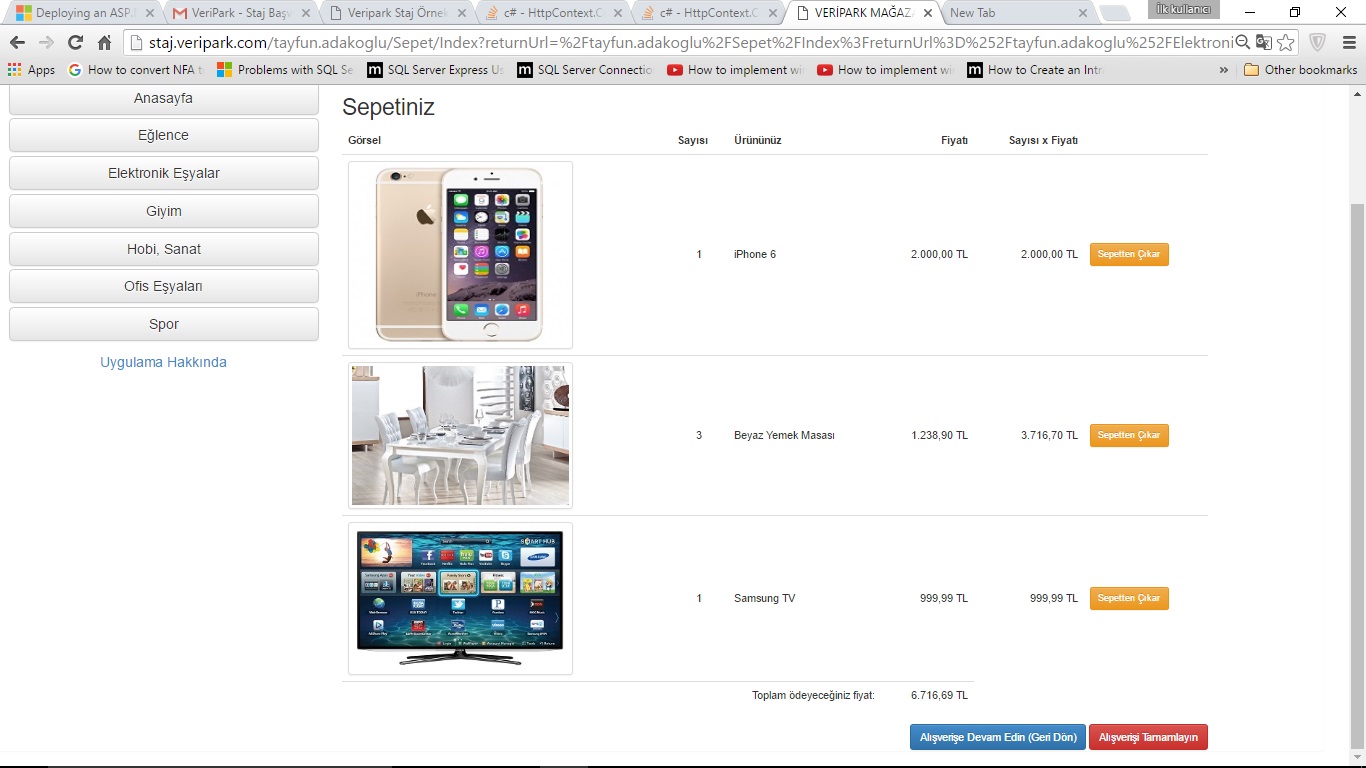 Deploying an ASP.
VeriPark - Staj Başv
Veripark Staj Örnek
c# - HttpContext.C
c# - HttpContext.C
VERİPARK MAĞAZA
New Tab
İlk kullanıcı
staj.veripark.com/tayfun.adakoglu/Sepet/Index?returnUrl=%2Ftayfun.adakoglu%2FSepet%2FIndex%3FreturnUrl%3D%252Ftayfun.adakoglu%252FElektroni
Apps
How to convert NFA t
Problems with SQL Se
SQL Server Express Us
SQL Server Connectio
How to implement wi
How to implement wi
How to Create an Intr
»
Other bookmarks
Anasayfa
Eğlence
Elektronik Eşyalar
Giyim
Hobi, Sanat
Ofis Eşyaları
Spor
Uygulama Hakkında
Sepetiniz
Görsel Sayısı Ürününüz Fiyatı Sayısı x Fiyatı
1 iPhone 6 2.000,00 TL 2.000,00 TL Sepetten Çıkar
3 Beyaz Yemek Masası 1.238,90 TL 3.716,70 TL Sepetten Çıkar
SMART HUB
SAMSUNG
1 Samsung TV 999,99 TL 999,99 TL Sepetten Çıkar
Toplam ödeyeceğiniz fiyat: 6.716,69 TL
Alışverişe Devam Edin (Geri Dön) Alışverişi Tamamlayın